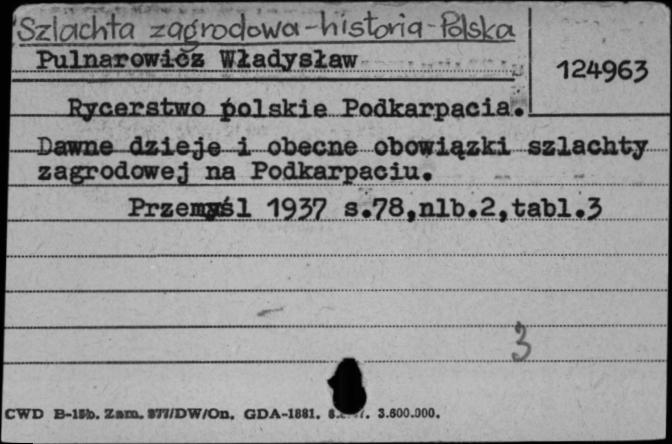 Szlachta zagrodowa - historia - Polska
Pulnarowicz Władysław
124963
Rycerstwo polskie Podkarpacia.
Dawne dzieje i obecne obowiązki szlachty
zagrodowej na Podkarpaciu.
Przemyśl 1937 s.78,nlb.2,tabl.3
3
CWD B-15b. Zam. 877/DW/On. GDA-1881. 3.600.000.